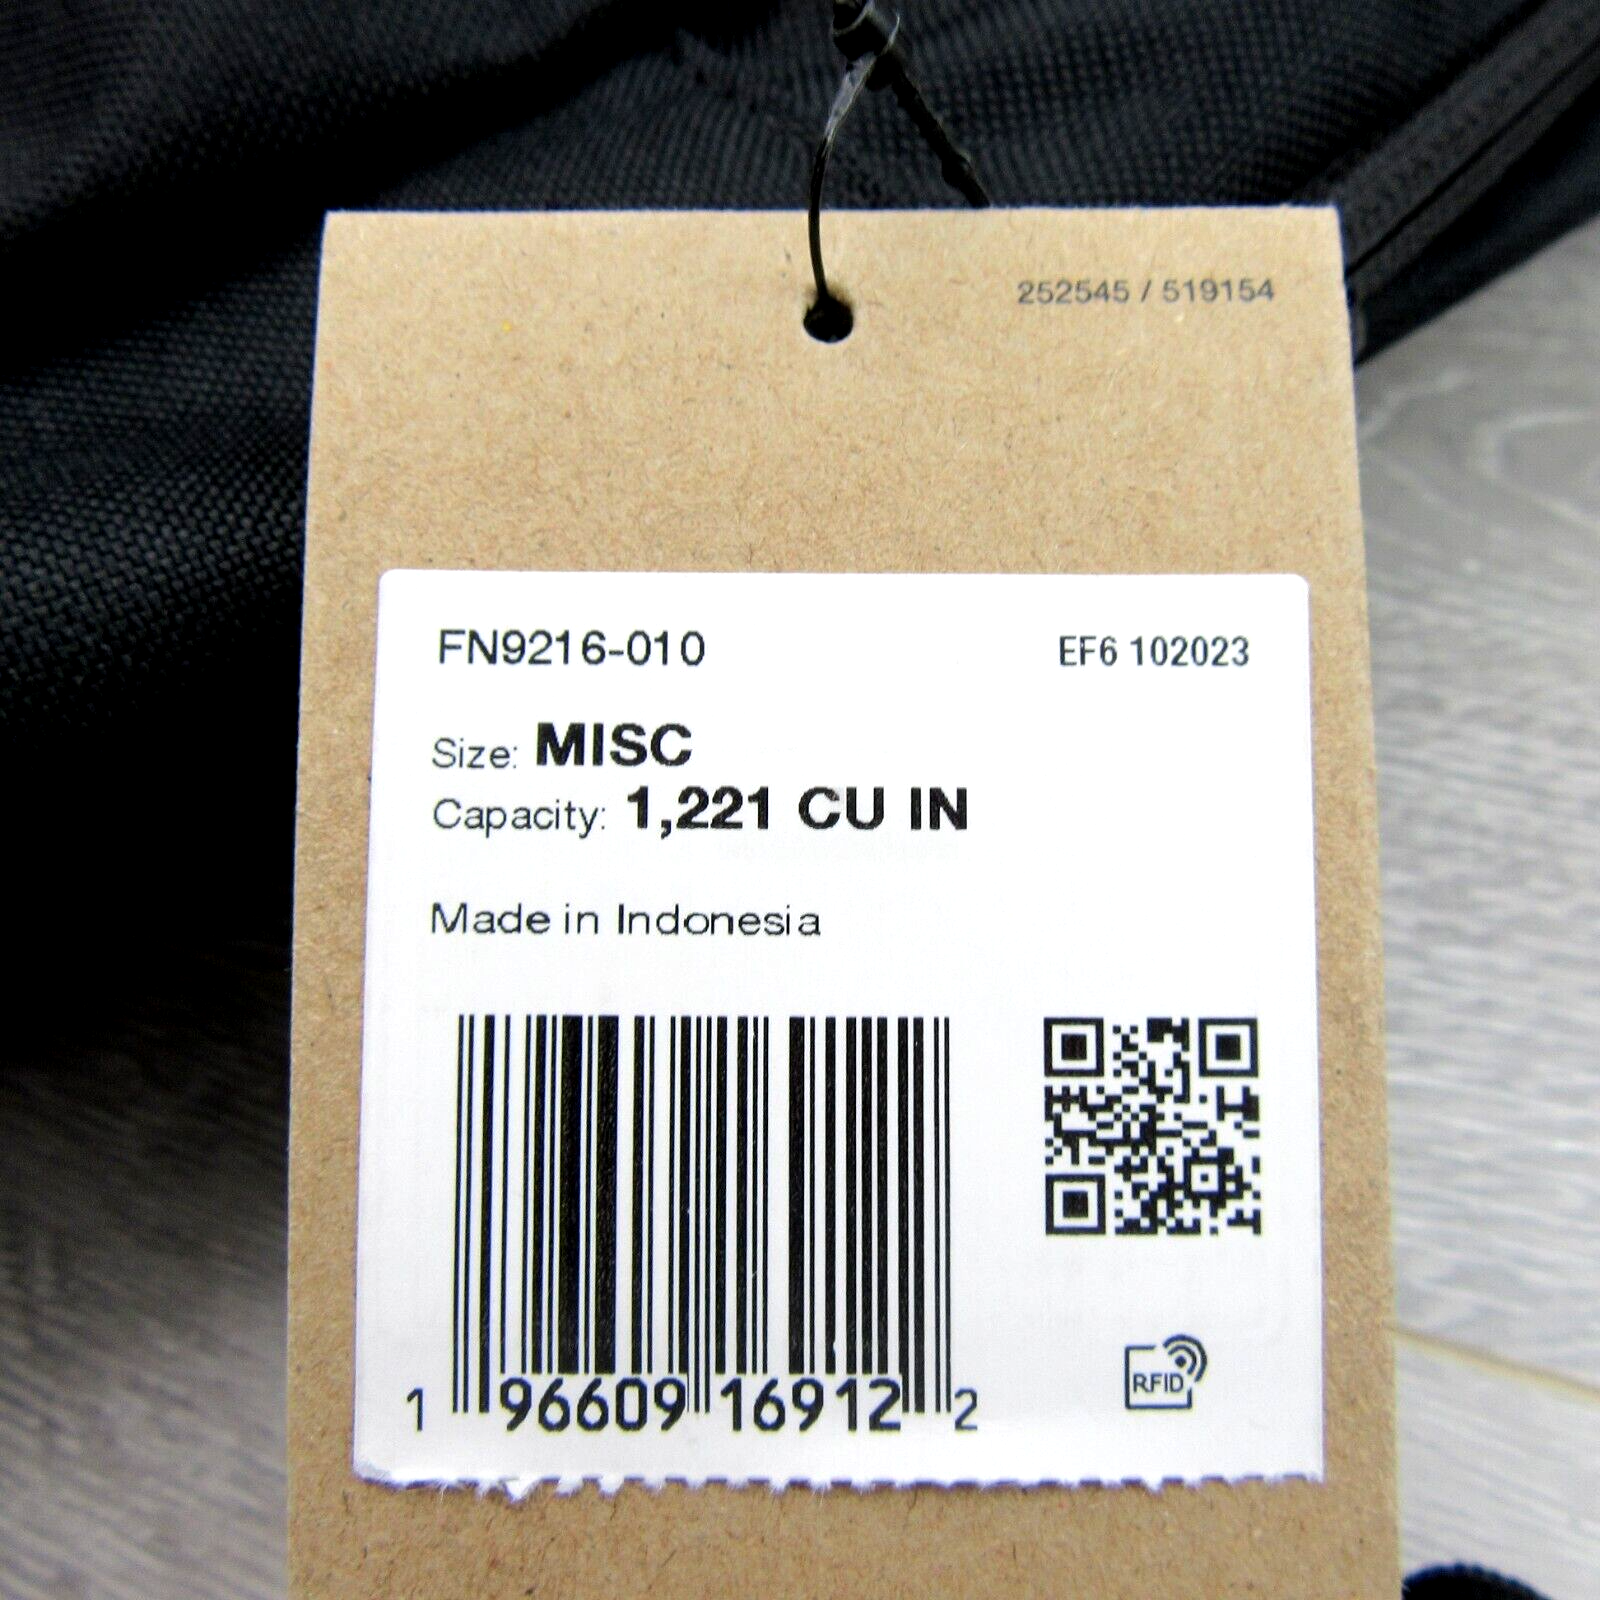 252545 / 519154
FN9216-010
EF6 102023
Size: MISC
Capacity: 1,221 CU IN
Made in Indonesia
1 96609 16912 2
RFID